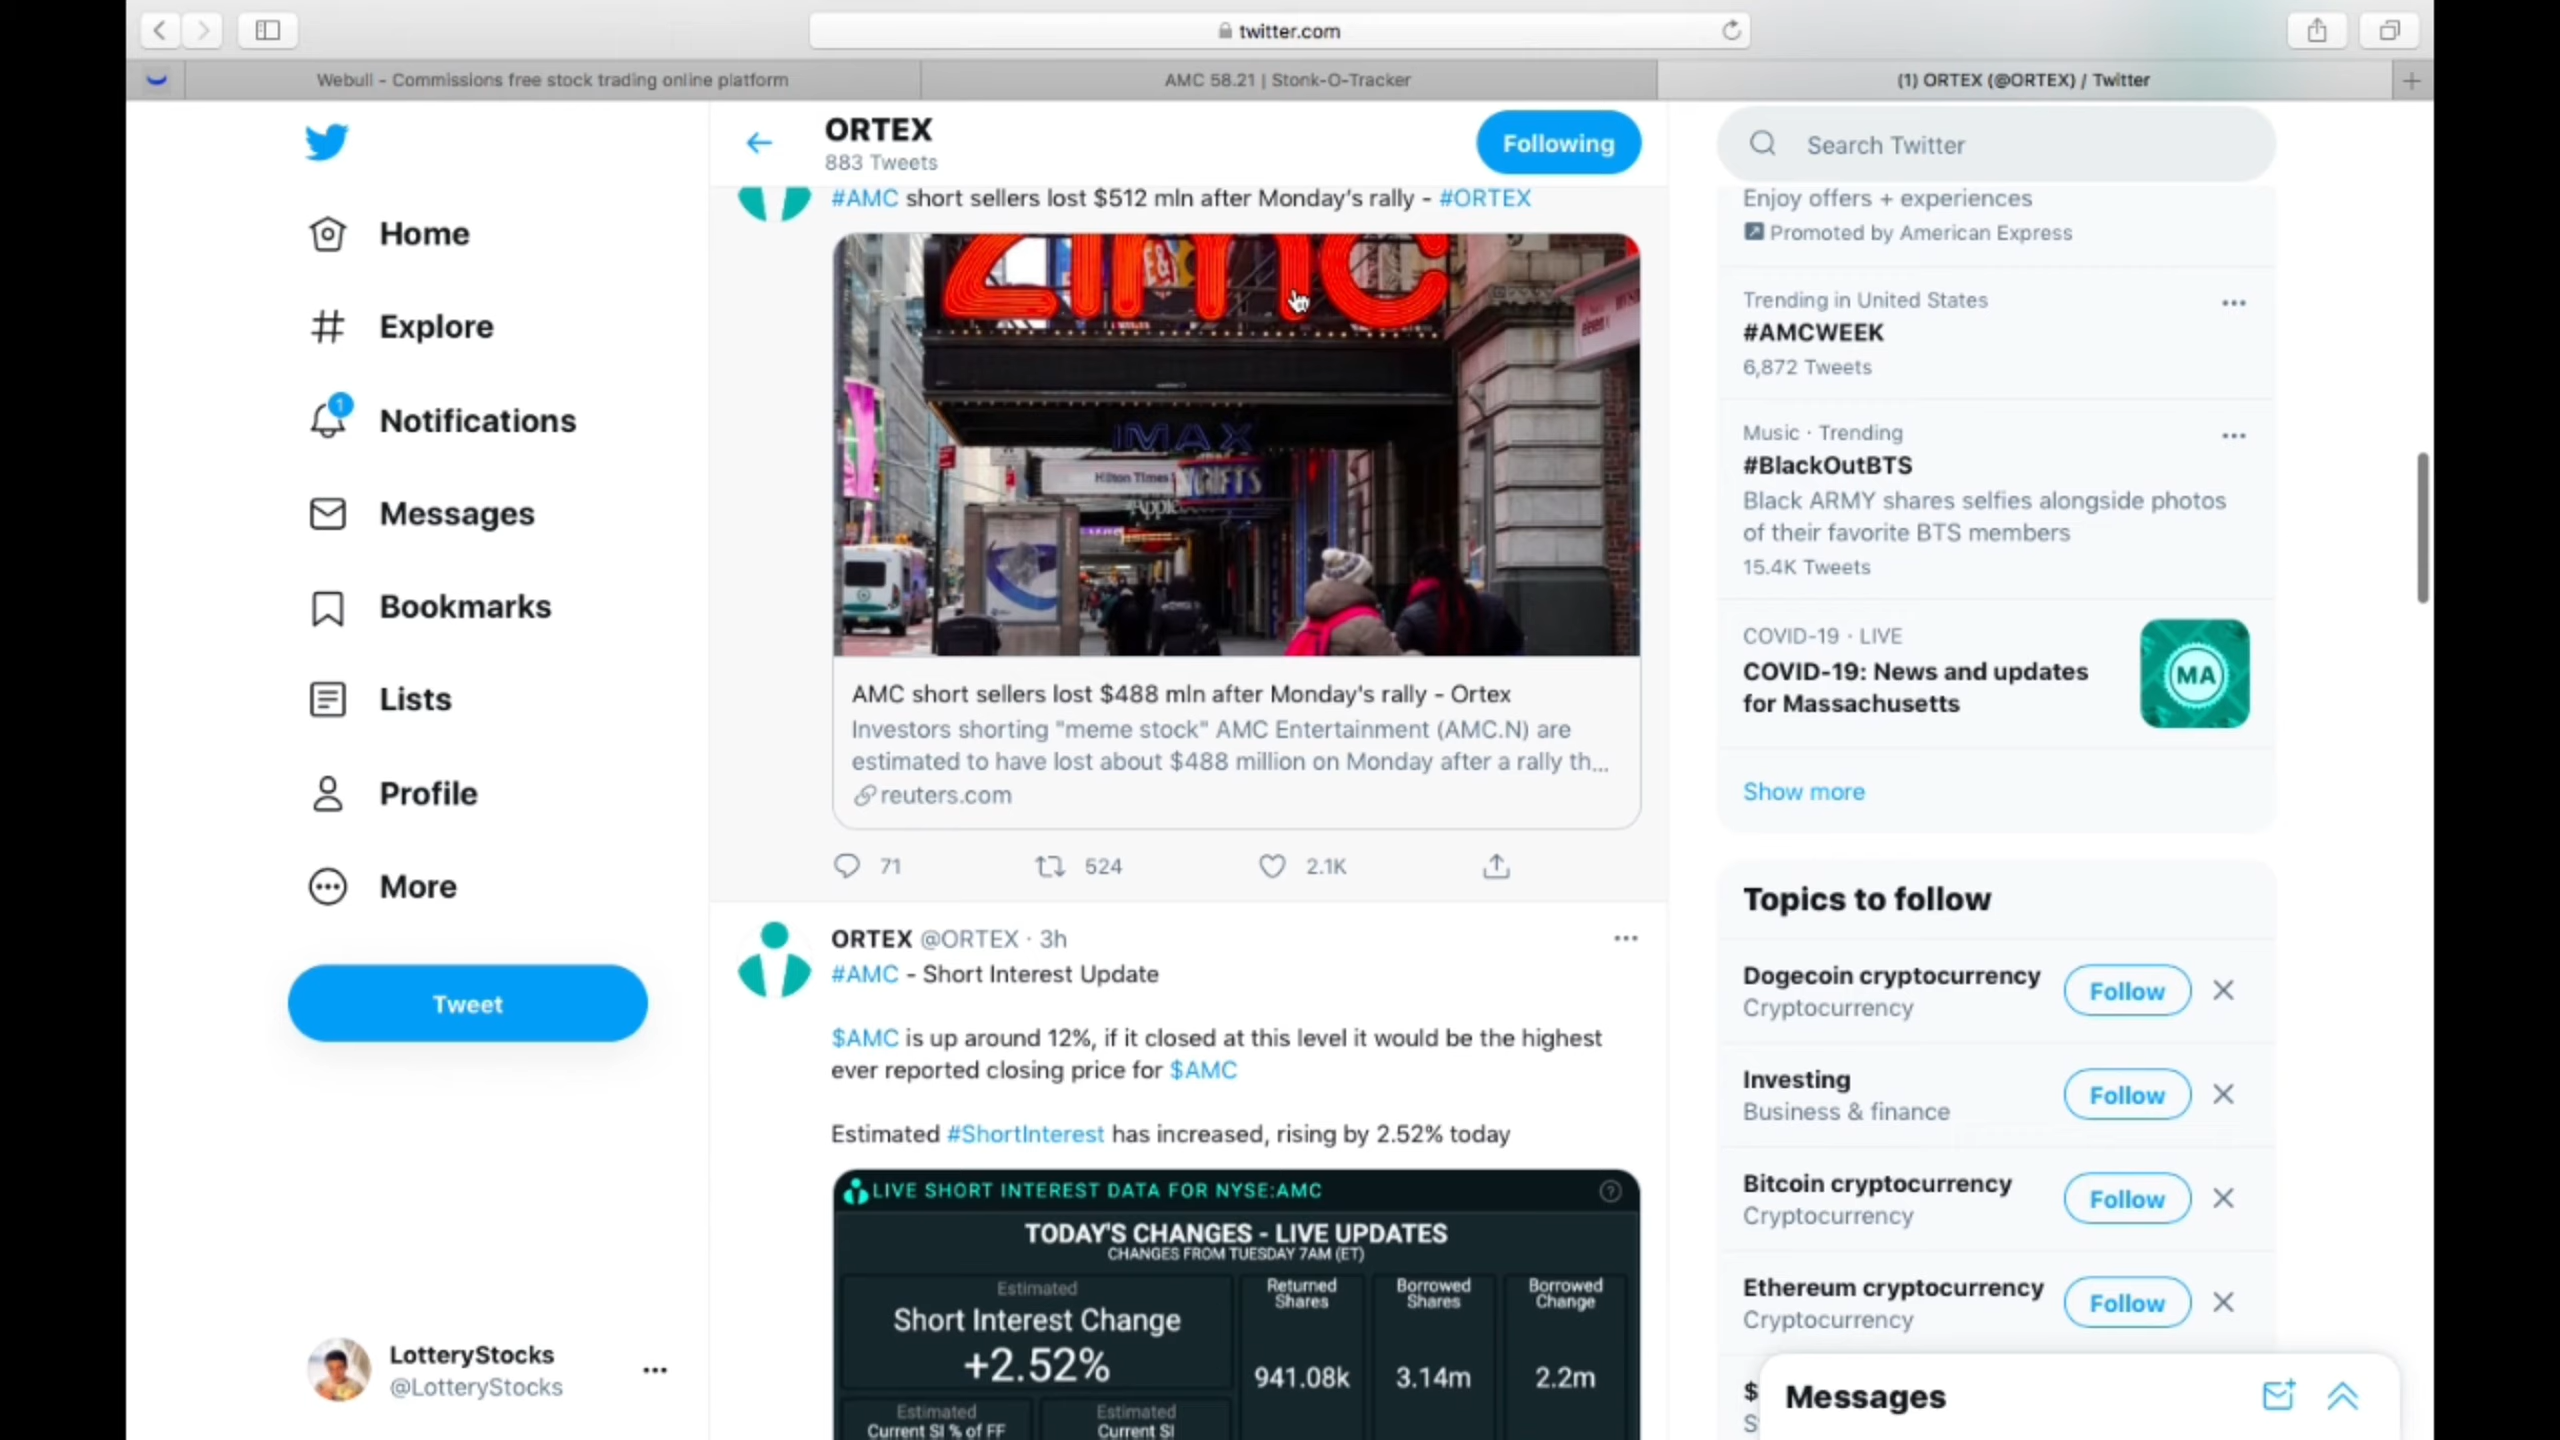 twitter.com
Webull - Commissions free stock trading online platform
AMC 58.21 | Stonk-O-Tracker
(1) ORTEX (@ORTEX) / Twitter
Home
Explore
1
Notifications
Messages
Bookmarks
Lists
Profile
More
Tweet
LotteryStocks
@LotteryStocks
ORTEX
883 Tweets
Following
#AMC short sellers lost $512 mln after Monday's rally - #ORTEX
amc
IMAX
Hilton Times
GIFTS
Apple
AMC short sellers lost $488 mln after Monday's rally - Ortex
Investors shorting "meme stock" AMC Entertainment (AMC.N) are
estimated to have lost about $488 million on Monday after a rally th...
reuters.com
71
524
2.1K
ORTEX @ORTEX · 3h
#AMC - Short Interest Update
$AMC is up around 12%, if it closed at this level it would be the highest
ever reported closing price for $AMC
Estimated #ShortInterest has increased, rising by 2.52% today
LIVE SHORT INTEREST DATA FOR NYSE:AMC
TODAY'S CHANGES - LIVE UPDATES
CHANGES FROM TUESDAY 7AM (ET)
Estimated
Short Interest Change
+2.52%
Returned
Shares
941.08k
Borrowed
Shares
3.14m
Borrowed
Change
2.2m
Estimated
Current SI % of FF
Estimated
Current SI
Search Twitter
Enjoy offers + experiences
Promoted by American Express
Trending in United States
#AMCWEEK
6,872 Tweets
Music · Trending
#BlackOutBTS
Black ARMY shares selfies alongside photos
of their favorite BTS members
15.4K Tweets
COVID-19 · LIVE
COVID-19: News and updates
for Massachusetts
MA
Show more
Topics to follow
Dogecoin cryptocurrency
Cryptocurrency
Follow
Investing
Business & finance
Follow
Bitcoin cryptocurrency
Cryptocurrency
Follow
Ethereum cryptocurrency
Cryptocurrency
Follow
$
S
Messages